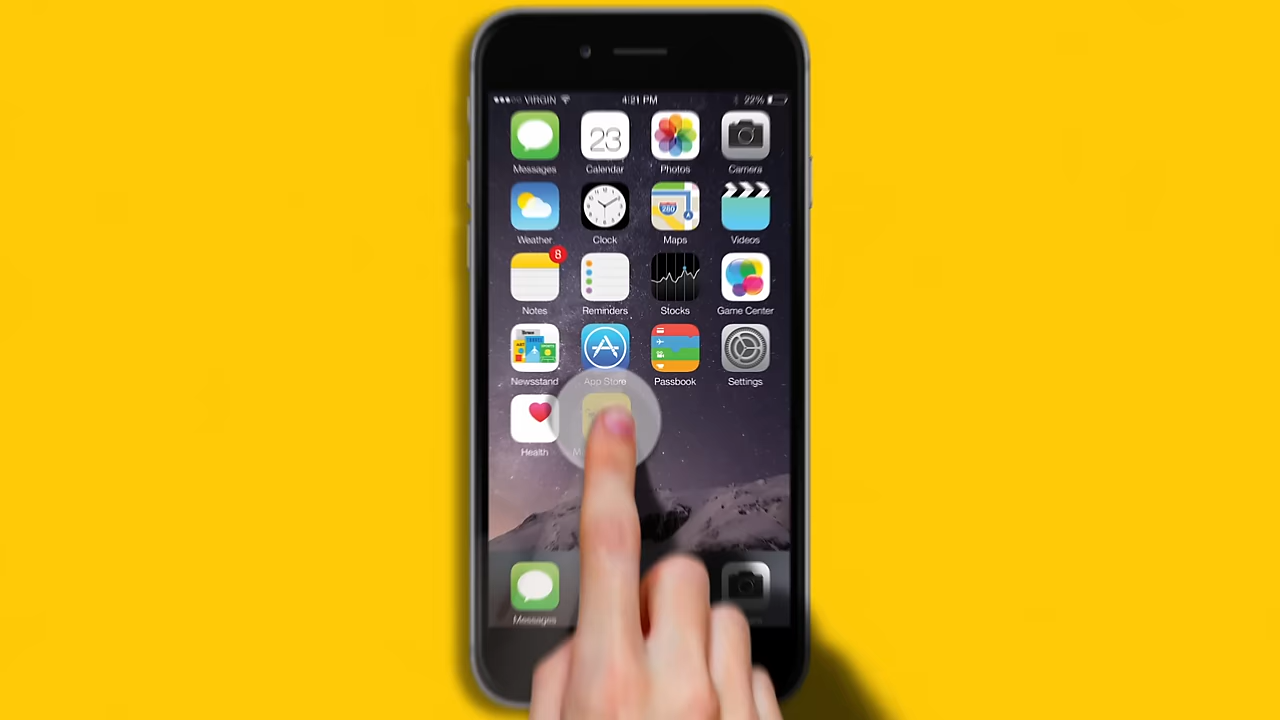 VIRGIN 4:21 PM 22%
23
Messages Calendar Photos Camera
280
Weather Clock Maps Videos
8
Notes Reminders Stocks Game Center
Newsstand App Store Passbook Settings
Health
Messages